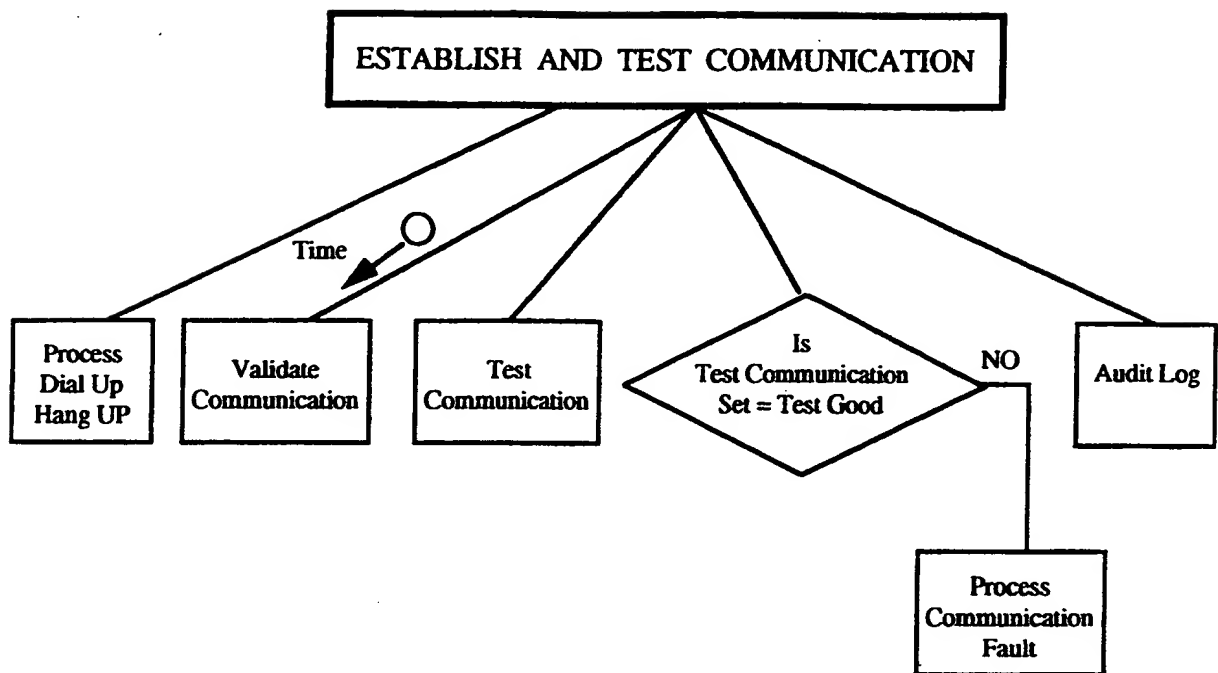 ESTABLISH AND TEST COMMUNICATION
Time
Process
Dial Up
Hang UP
Validate
Communication
Test
Communication
Is
Test Communication
Set = Test Good
NO
Audit Log
Process
Communication
Fault